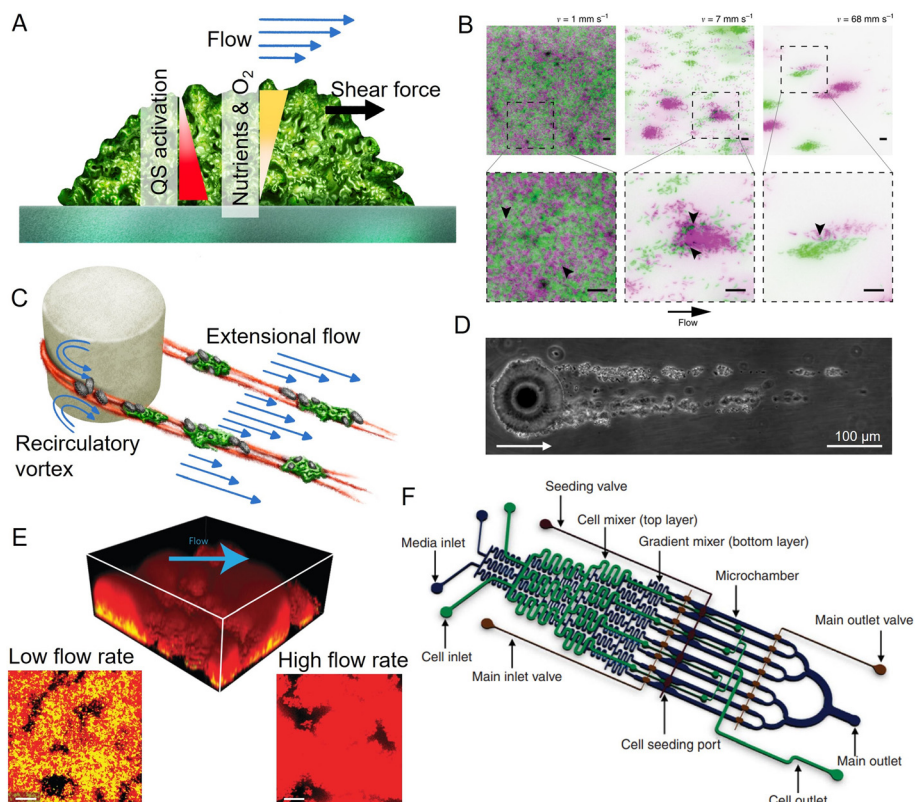 A
Flow
Shear force
QS activation
Nutrients & O2
B
v = 1 mm s⁻¹
v = 7 mm s⁻¹
v = 68 mm s⁻¹
Flow
C
Extensional flow
Recirculatory
vortex
D
100 µm
E
Flow
Low flow rate
High flow rate
F
Seeding valve
Cell mixer (top layer)
Gradient mixer (bottom layer)
Media inlet
Microchamber
Main outlet valve
Cell inlet
Main inlet valve
Cell seeding port
Main outlet
Cell outlet